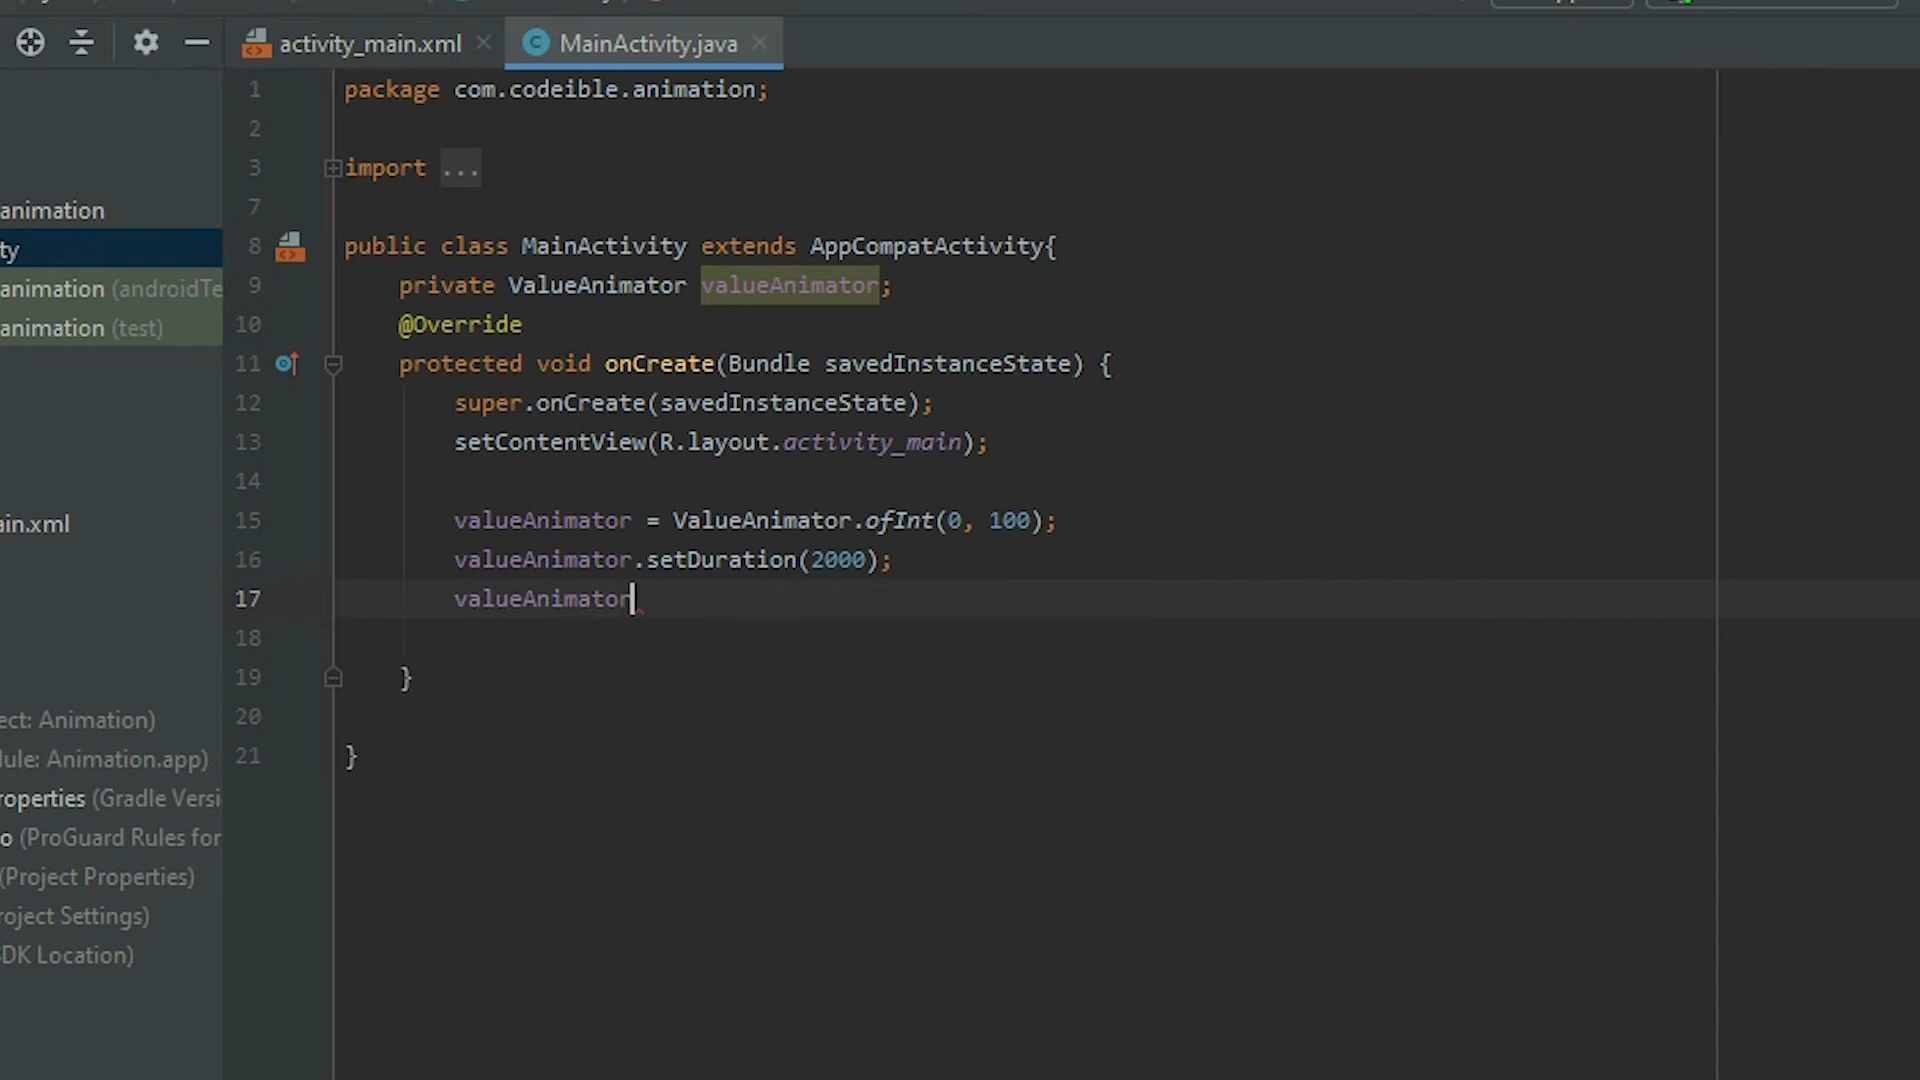 activity_main.xml
MainActivity.java
animation
ty
animation (androidTe
animation (test)
ain.xml
ect: Animation)
dule: Animation.app)
roperties (Gradle Versi
o (ProGuard Rules for
(Project Properties)
roject Settings)
SDK Location)
1 package com.codeible.animation;
2
3 import ...
7
8 public class MainActivity extends AppCompatActivity{
9 private ValueAnimator valueAnimator;
10 @Override
11 protected void onCreate(Bundle savedInstanceState) {
12 super.onCreate(savedInstanceState);
13 setContentView(R.layout.activity_main);
14
15 valueAnimator = ValueAnimator.ofInt(0, 100);
16 valueAnimator.setDuration(2000);
17 valueAnimator
18
19 }
20
21 }